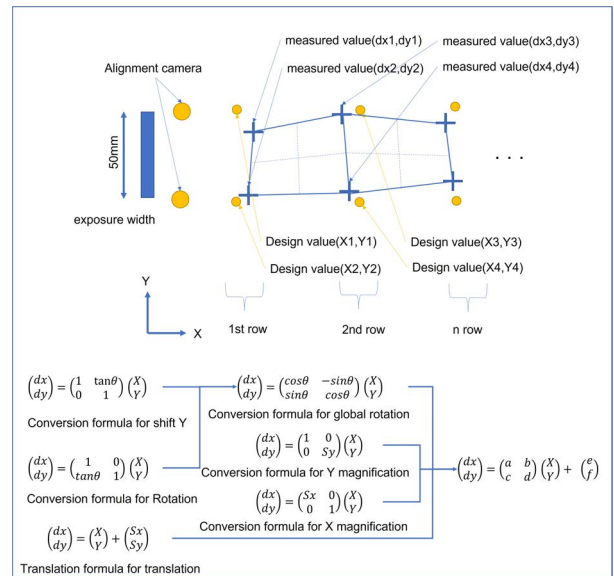 measured value(dx1,dy1)
measured value(dx3,dy3)
Alignment camera
measured value(dx2,dy2)
measured value(dx4,dy4)
50mm
exposure width
. . .
Design value(X1,Y1)
Design value(X3,Y3)
Design value(X2,Y2)
Design value(X4,Y4)
Y
X
1st row
2nd row
n row
(dx dy) = (1 tanθ 0 1)(X Y)
Conversion formula for shift Y
(dx dy) = (cosθ −sinθ sinθ cosθ)(X Y)
Conversion formula for global rotation
(dx dy) = (1 0 0 Sy)(X Y)
Conversion formula for Y magnification
(dx dy) = (1 0 tanθ 1)(X Y)
Conversion formula for Rotation
(dx dy) = (a b c d)(X Y) + (e f)
(dx dy) = (Sx 0 0 1)(X Y)
Conversion formula for X magnification
(dx dy) = (X Y) + (Sx Sy)
Translation formula for translation